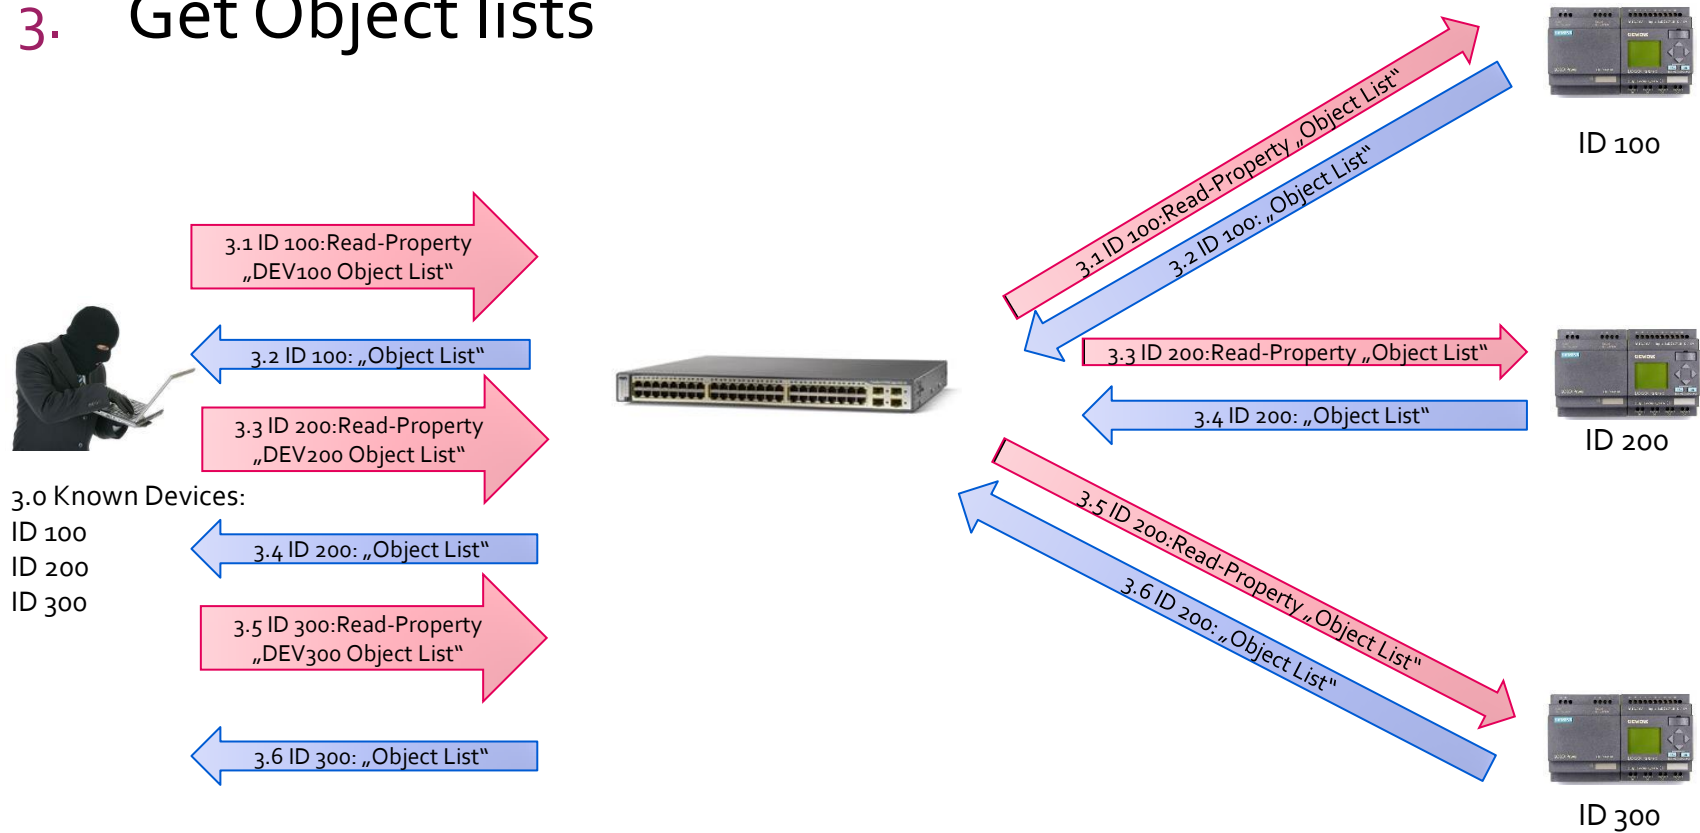 3. Get Object lists
3.1 ID 100:Read-Property
„DEV100 Object List“
3.2 ID 100: „Object List“
3.3 ID 200:Read-Property
„DEV200 Object List“
3.4 ID 200: „Object List“
3.5 ID 300:Read-Property
„DEV300 Object List“
3.6 ID 300: „Object List“
3.0 Known Devices:
ID 100
ID 200
ID 300
3.1 ID 100:Read-Property „Object List“
3.2 ID 100: „Object List“
3.3 ID 200:Read-Property „Object List“
3.4 ID 200: „Object List“
3.5 ID 200:Read-Property „Object List“
3.6 ID 200: „Object List“
SIEMENS
ID 100
SIEMENS
ID 200
SIEMENS
ID 300